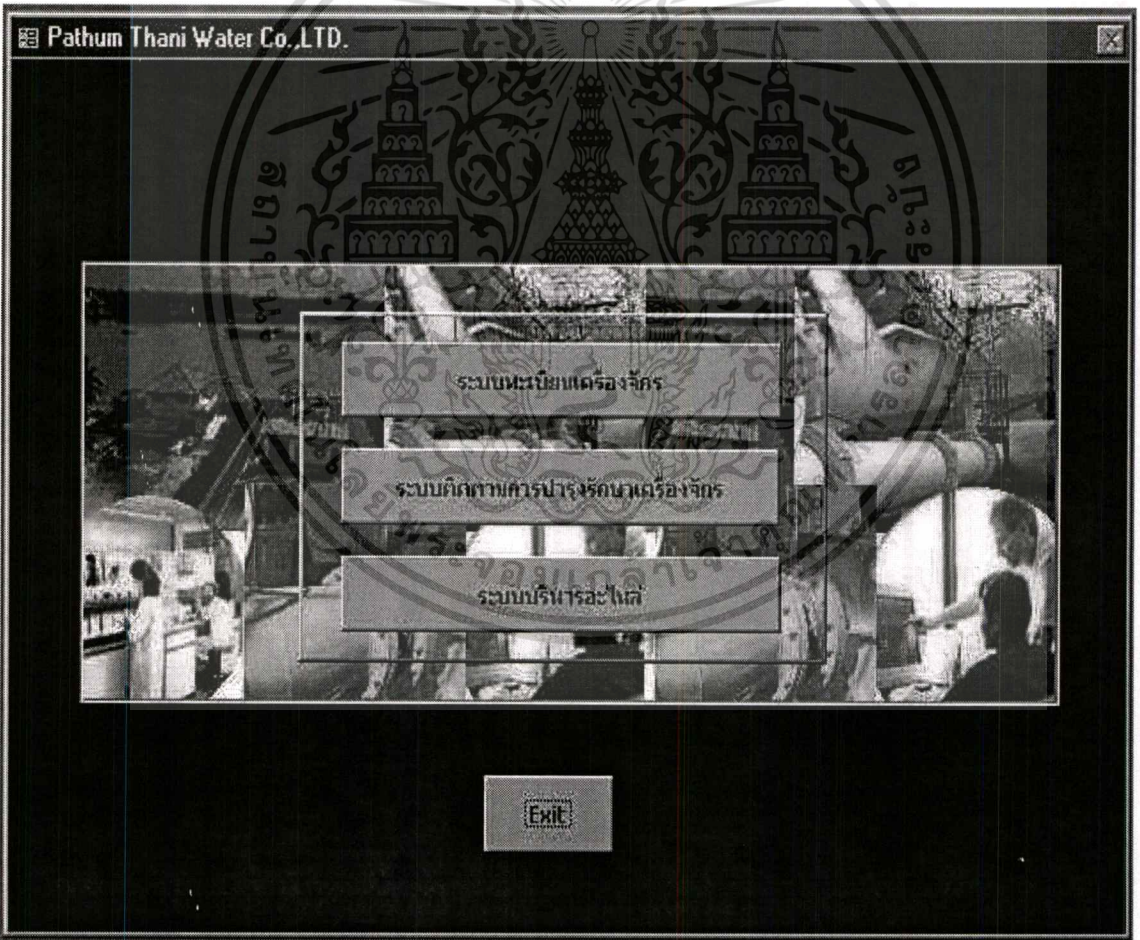 Pathum Thani Water Co.,LTD.
ระบบทะเบียนเครื่องจักร
ระบบติดตามการบำรุงรักษาเครื่องจักร
ระบบบริหารอะไหล่
Exit